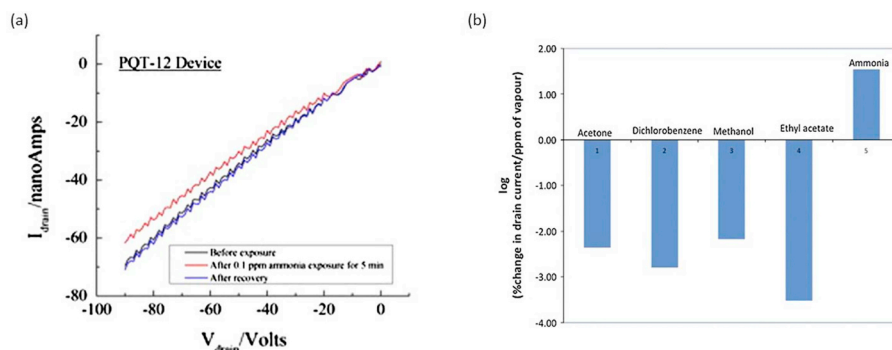 (a)
PQT-12 Device
I drain/nanoAmps
0
-20
-40
-60
-80
Before exposure
After 0 1 ppm ammonia exposure for 5 min
After recovery
-100
-80
-60
-40
-20
0
V drain/Volts
(b)
log
(%change in drain current/ppm of vapour)
2.00
1.00
0.00
-1.00
-2.00
-3.00
-4.00
Acetone
Dichlorobenzene
Methanol
Ethyl acetate
Ammonia
1
2
3
4
5